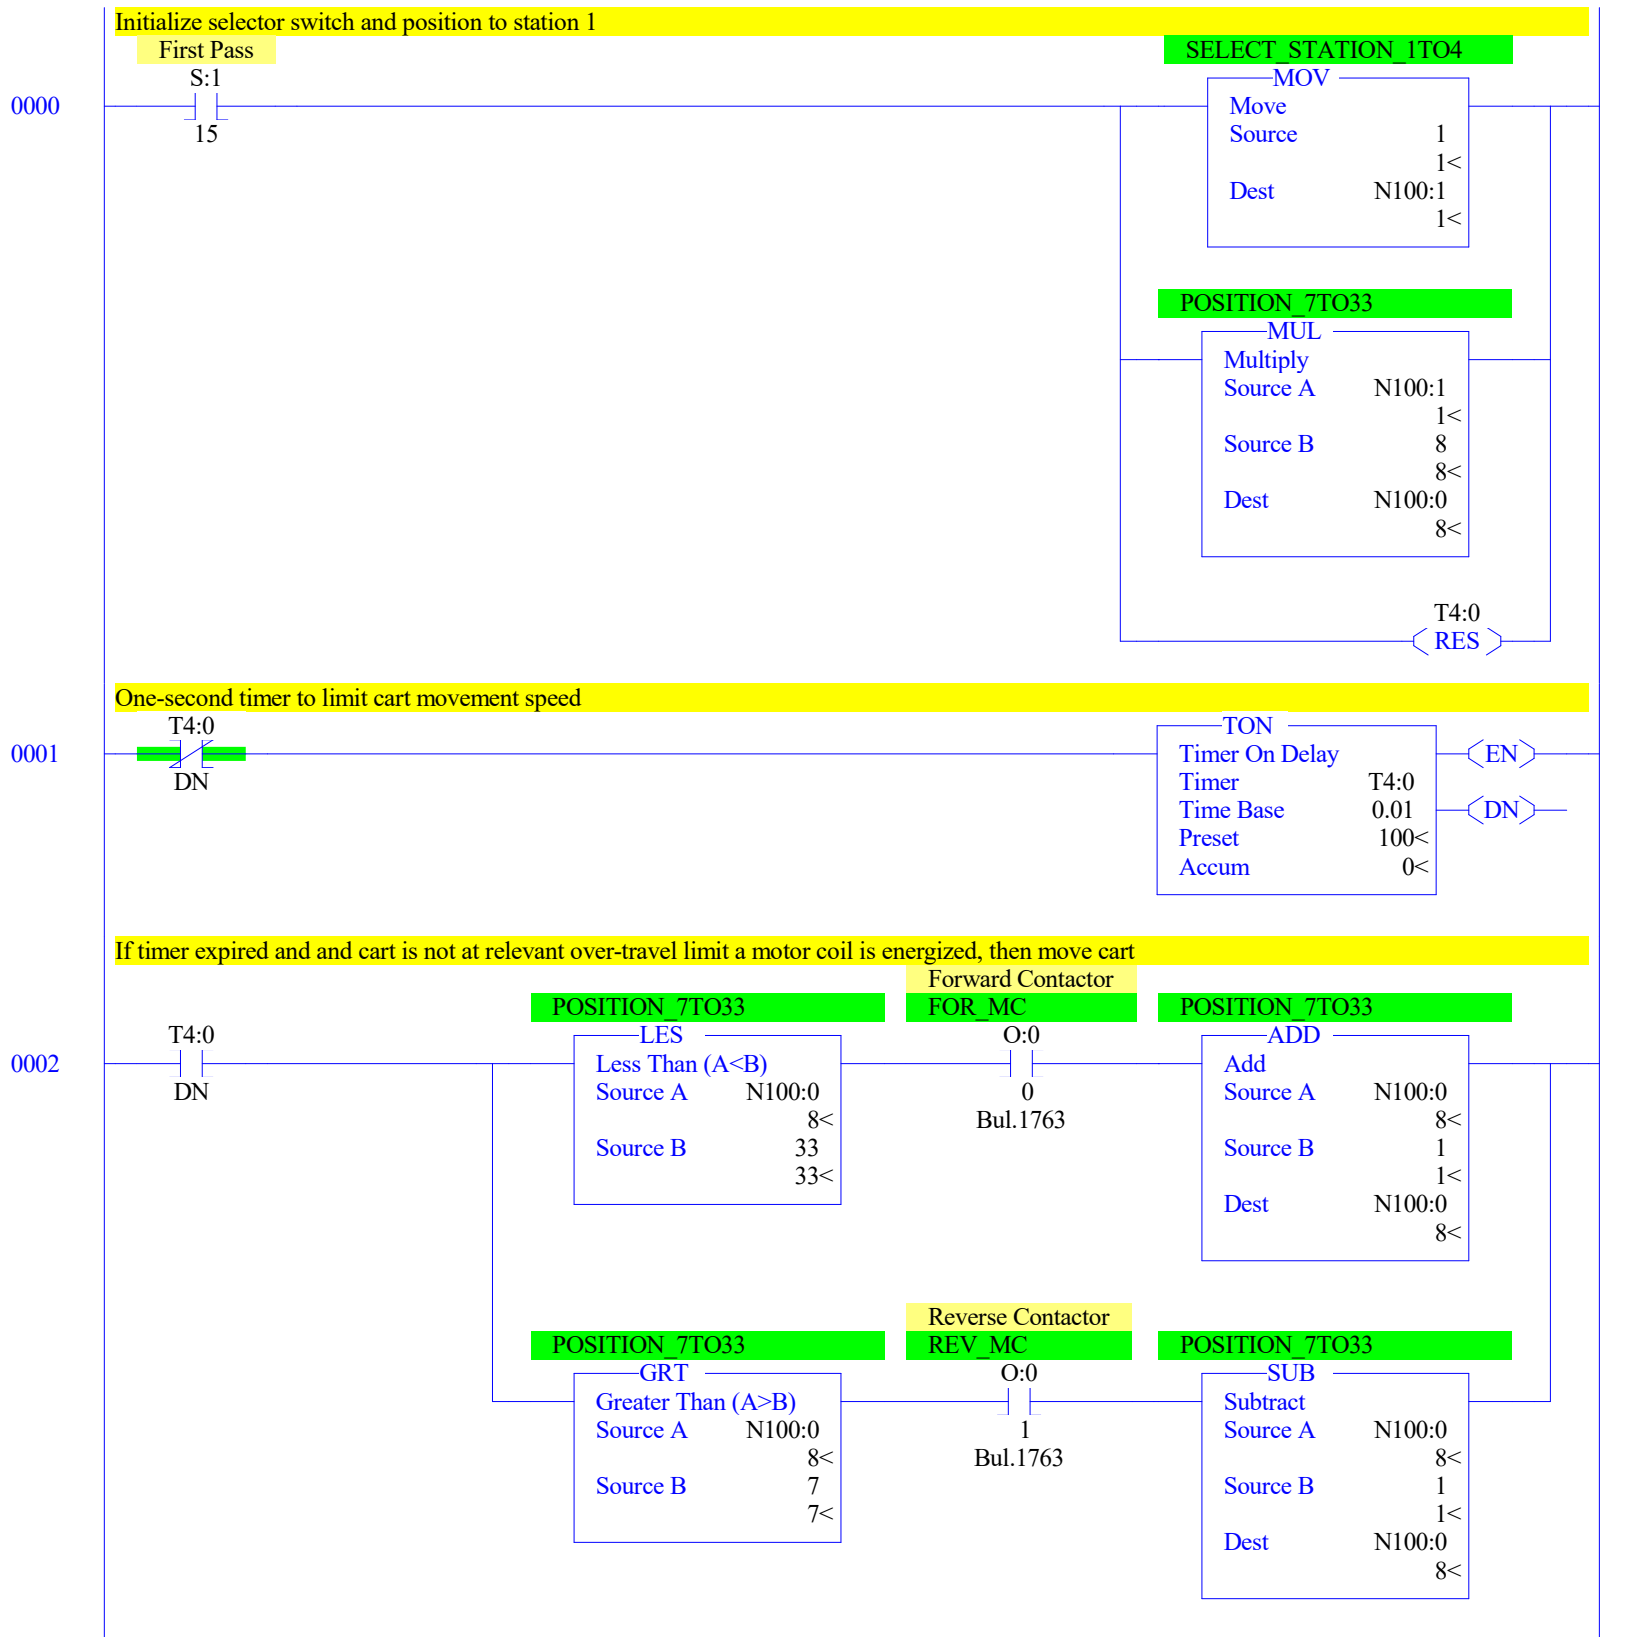 Initialize selector switch and position to station 1
First Pass
S:1
15
0000
SELECT_STATION_1TO4
MOV
Move
Source 1
1<
Dest N100:1
1<
POSITION_7TO33
MUL
Multiply
Source A N100:1
1<
Source B 8
8<
Dest N100:0
8<
T4:0
RES
One-second timer to limit cart movement speed
T4:0
DN
0001
TON
Timer On Delay
Timer T4:0
Time Base 0.01
Preset 100<
Accum 0<
EN
DN
If timer expired and and cart is not at relevant over-travel limit a motor coil is energized, then move cart
T4:0
DN
0002
POSITION_7TO33
LES
Less Than (A<B)
Source A N100:0
8<
Source B 33
33<
Forward Contactor
FOR_MC
O:0
0
Bul.1763
POSITION_7TO33
ADD
Add
Source A N100:0
8<
Source B 1
1<
Dest N100:0
8<
POSITION_7TO33
GRT
Greater Than (A>B)
Source A N100:0
8<
Source B 7
7<
Reverse Contactor
REV_MC
O:0
1
Bul.1763
POSITION_7TO33
SUB
Subtract
Source A N100:0
8<
Source B 1
1<
Dest N100:0
8<